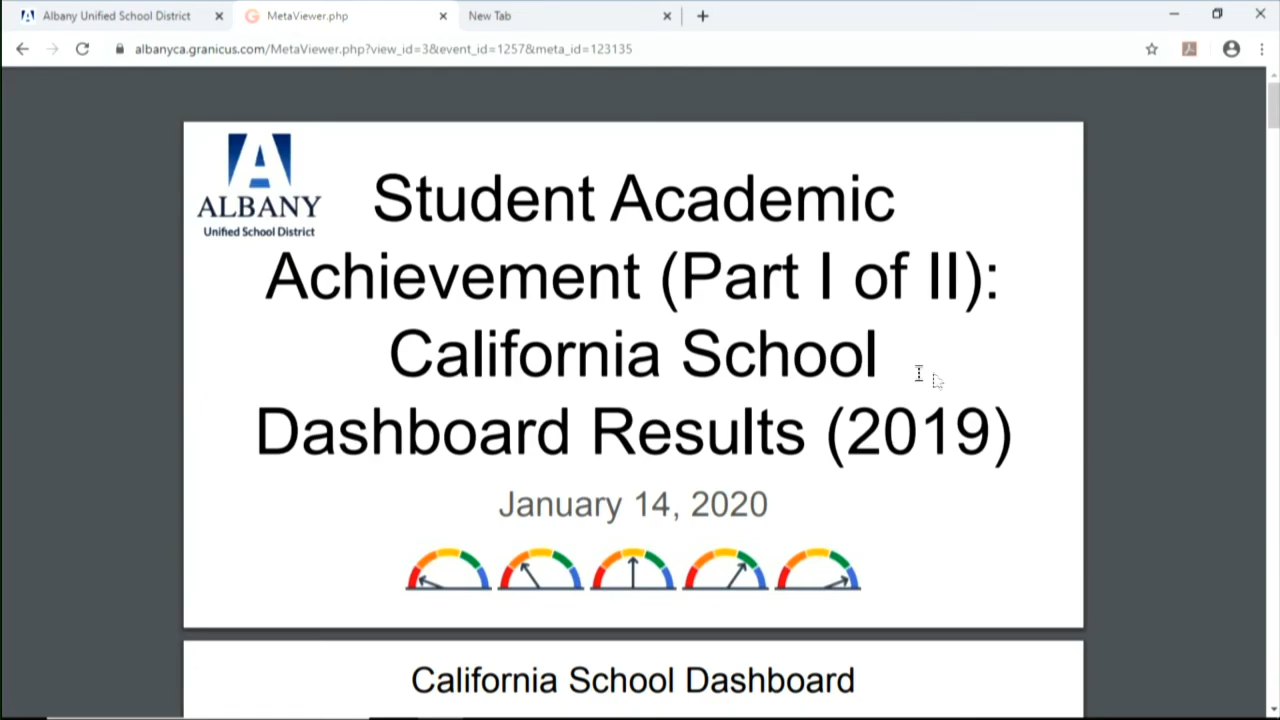 Albany Unified School District
MetaViewer.php
New Tab
albanyca.granicus.com/MetaViewer.php?view_id=3&event_id=1257&meta_id=123135
A
ALBANY
Unified School District
Student Academic
Achievement (Part I of II):
California School
Dashboard Results (2019)
January 14, 2020
California School Dashboard